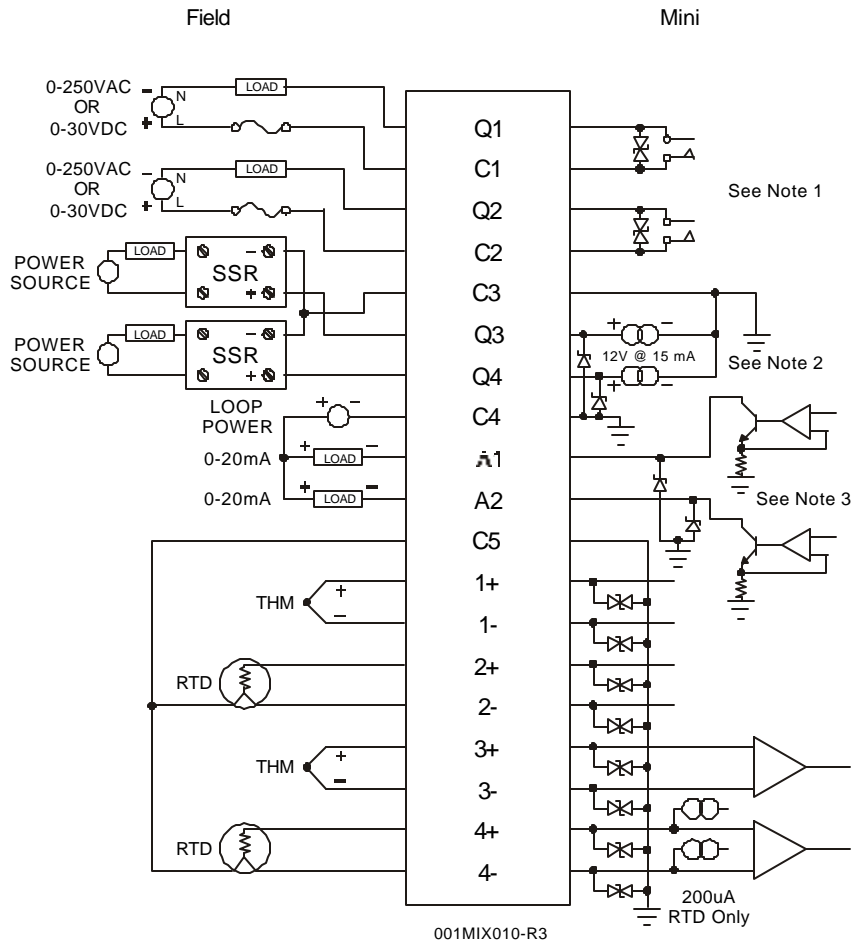 Field
Mini
0-250VAC
OR
0-30VDC
-
+
N
L
LOAD
0-250VAC
OR
0-30VDC
-
+
N
L
LOAD
POWER
SOURCE
LOAD
SSR
-
+
POWER
SOURCE
LOAD
SSR
-
+
LOOP
POWER
+ -
0-20mA
+ LOAD -
0-20mA
+ LOAD -
THM
+
-
RTD
THM
+
-
RTD
Q1
C1
Q2
C2
C3
Q3
Q4
C4
A1
A2
C5
1+
1-
2+
2-
3+
3-
4+
4-
See Note 1
+ -
12V @ 15 mA
+ -
See Note 2
See Note 3
200uA
RTD Only
001MIX010-R3